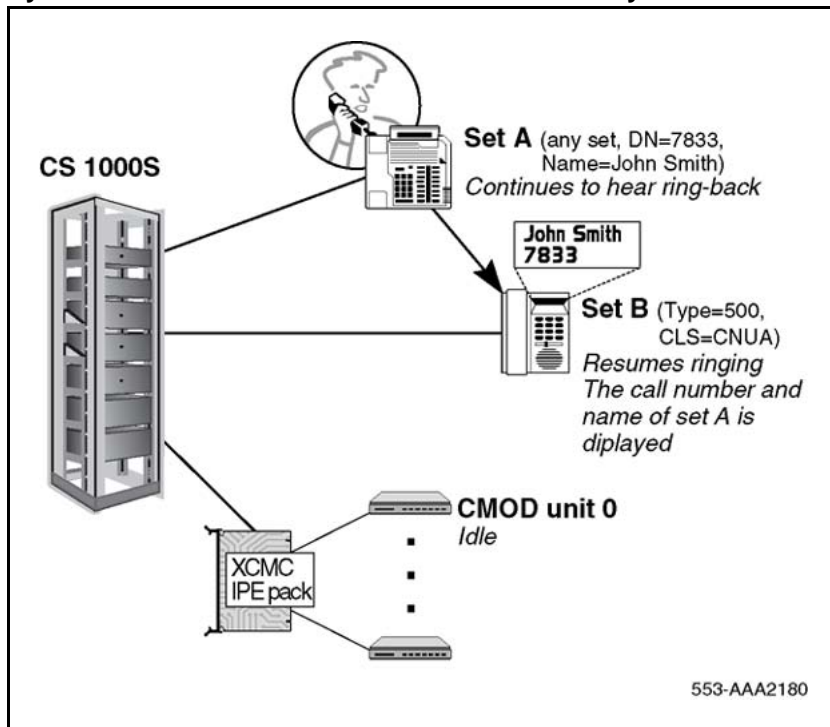 CS 1000S
Set A (any set, DN=7833,
Name=John Smith)
Continues to hear ring-back
John Smith
7833
Set B (Type=500,
CLS=CNUA)
Resumes ringing
The call number and
name of set A is
diplayed
CMOD unit 0
Idle
XCMC
IPE pack
553-AAA2180